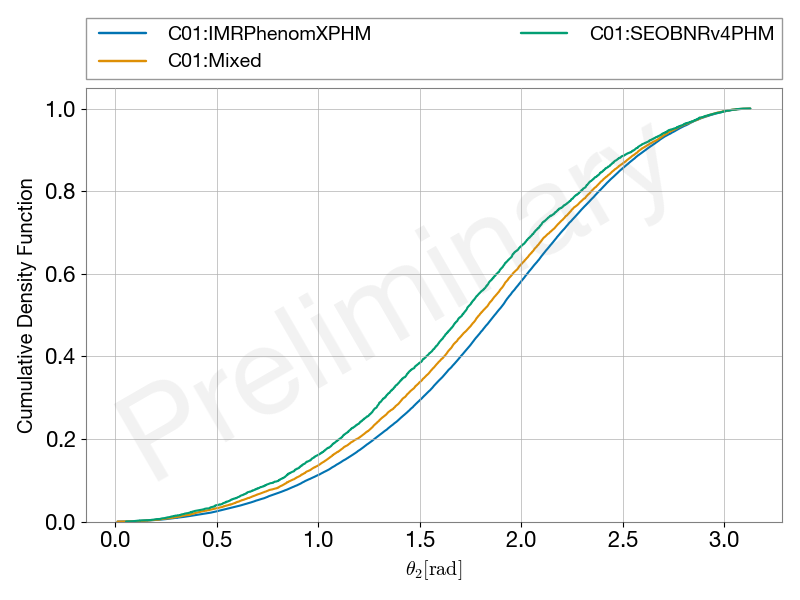 C01:IMRPhenomXPHM C01:SEOBNRv4PHM
C01:Mixed
Preliminary
Cumulative Density Function
1.0
0.8
0.6
0.4
0.2
0.0
0.0 0.5 1.0 1.5 2.0 2.5 3.0
θ₂[rad]